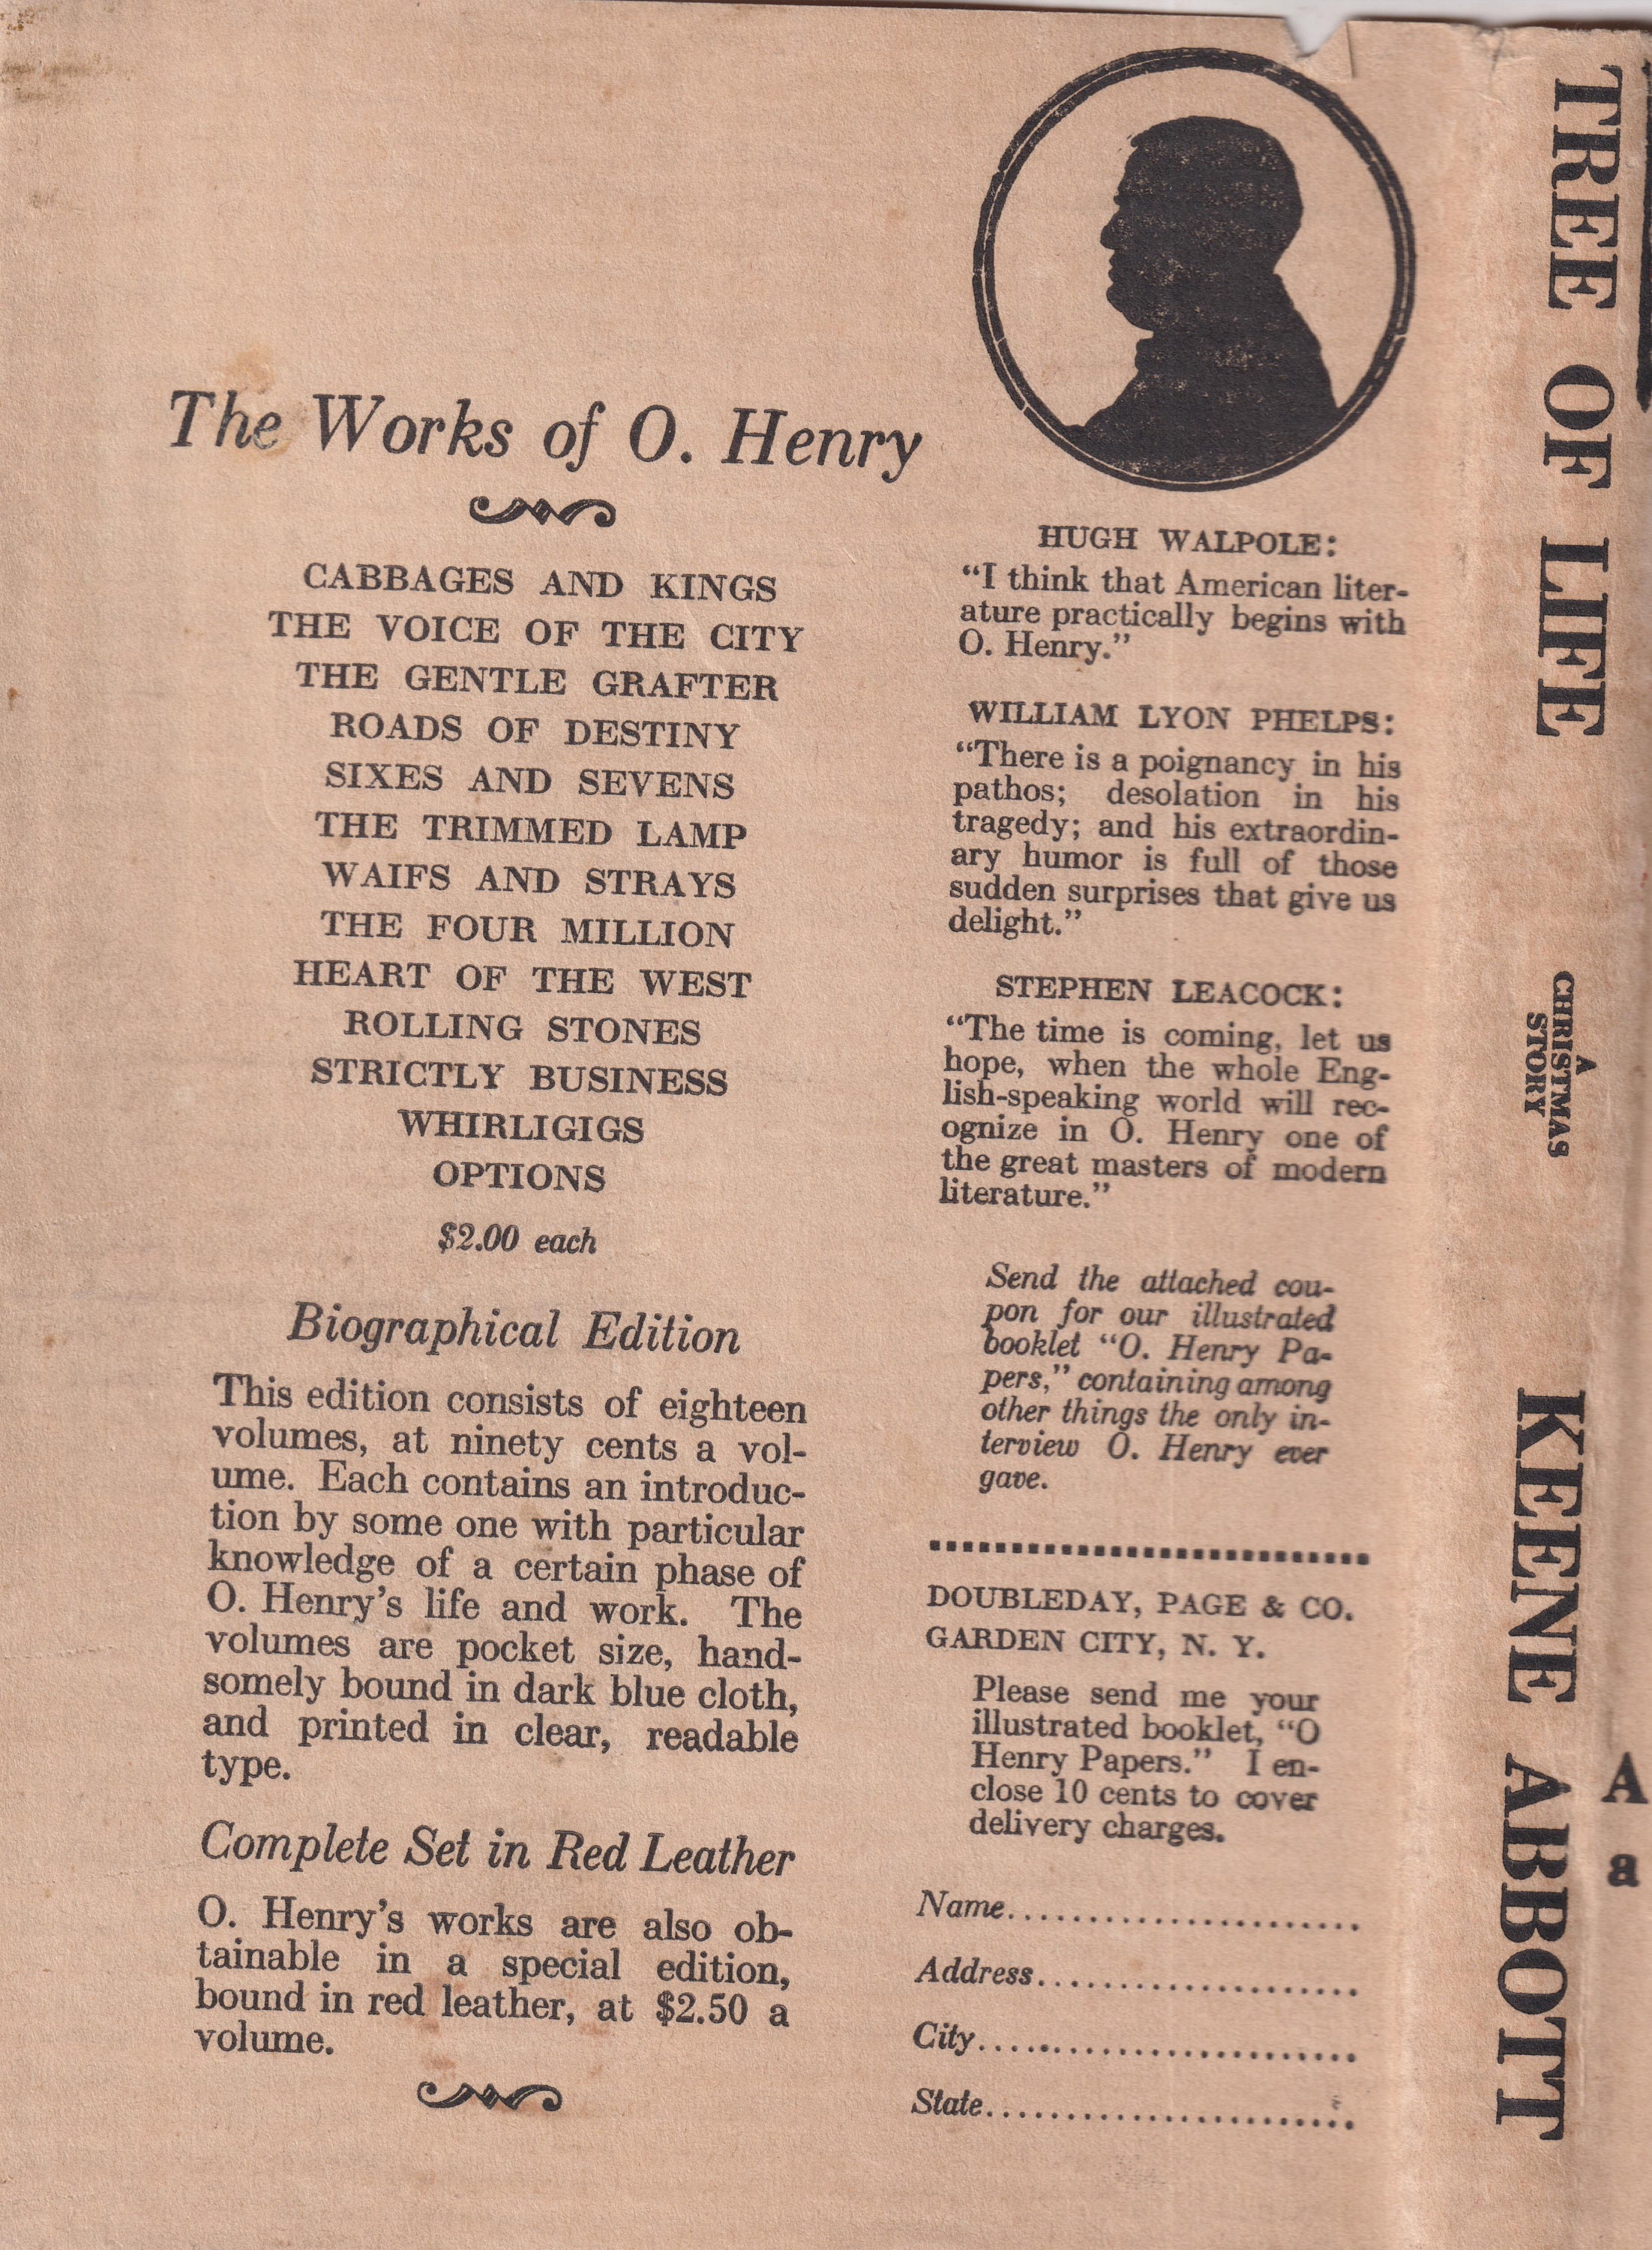 The Works of O. Henry
CABBAGES AND KINGS
THE VOICE OF THE CITY
THE GENTLE GRAFTER
ROADS OF DESTINY
SIXES AND SEVENS
THE TRIMMED LAMP
WAIFS AND STRAYS
THE FOUR MILLION
HEART OF THE WEST
ROLLING STONES
STRICTLY BUSINESS
WHIRLIGIGS
OPTIONS
$2.00 each
Biographical Edition
This edition consists of eighteen
volumes, at ninety cents a vol-
ume. Each contains an introduc-
tion by some one with particular
knowledge of a certain phase of
O. Henry's life and work. The
volumes are pocket size, hand-
somely bound in dark blue cloth,
and printed in clear, readable
type.
Complete Set in Red Leather
O. Henry's works are also ob-
tainable in a special edition,
bound in red leather, at $2.50 a
volume.
HUGH WALPOLE:
"I think that American liter-
ature practically begins with
O. Henry."
WILLIAM LYON PHELPS:
"There is a poignancy in his
pathos; desolation in his
tragedy; and his extraordin-
ary humor is full of those
sudden surprises that give us
delight."
STEPHEN LEACOCK:
"The time is coming, let us
hope, when the whole Eng-
lish-speaking world will rec-
ognize in O. Henry one of
the great masters of modern
literature."
Send the attached cou-
pon for our illustrated
booklet "O. Henry Pa-
pers," containing among
other things the only in-
terview O. Henry ever
gave.
DOUBLEDAY, PAGE & CO.
GARDEN CITY, N. Y.
Please send me your
illustrated booklet, "O
Henry Papers." I en-
close 10 cents to cover
delivery charges.
Name........................
Address.....................
City.........................
State........................
TREE OF LIFE
A
CHRISTMAS
STORY
KEENE ABBOTT
A
a